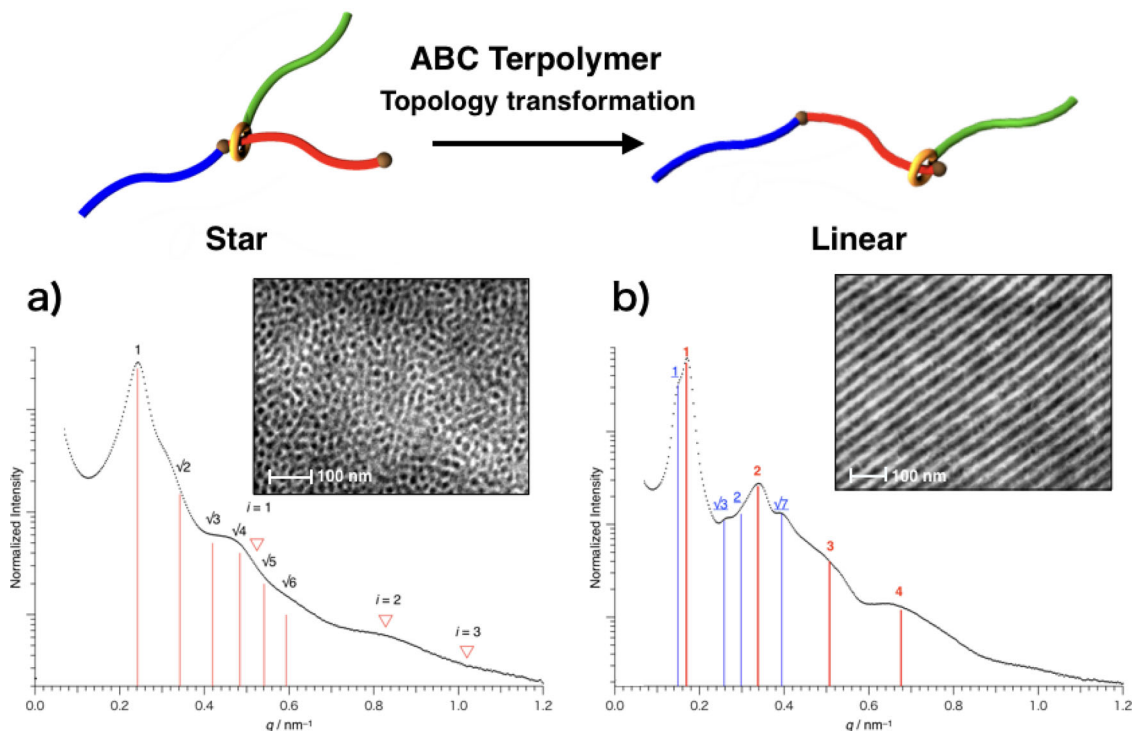 ABC Terpolymer
Topology transformation
Star
Linear
a)
100 nm
1
√2
√3
√4
i = 1
√5
√6
i = 2
i = 3
Normalized Intensity
0.0 0.2 0.4 0.6 0.8 1.0 1.2
q / nm⁻¹
b)
100 nm
1
1
√3
2
2
√7
3
4
Normalized Intensity
0.0 0.2 0.4 0.6 0.8 1.0 1.2
q / nm⁻¹